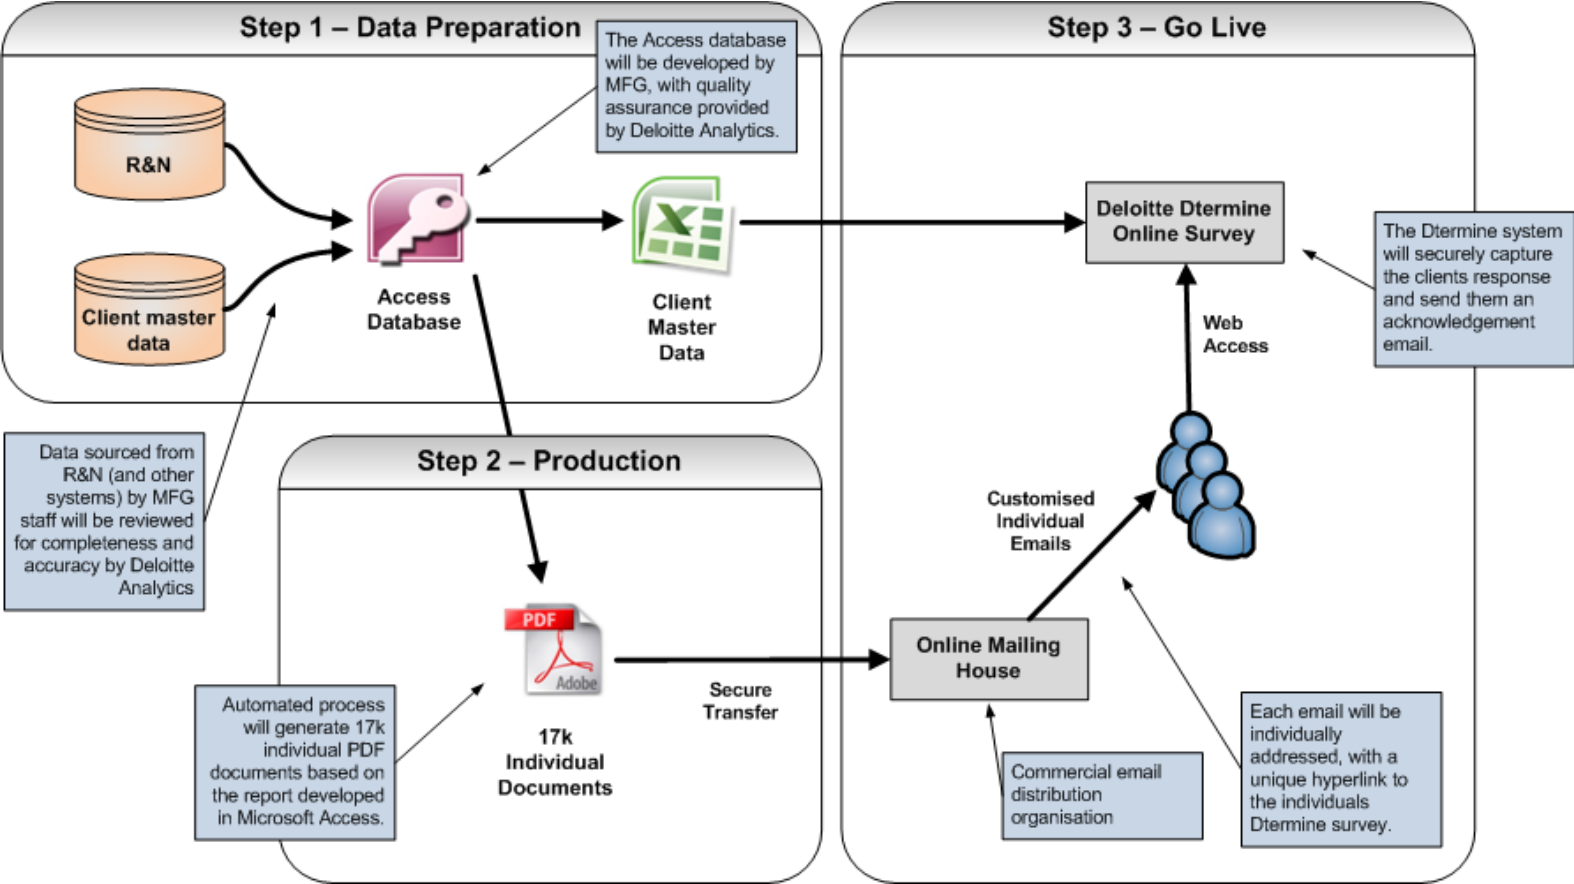 Step 1 – Data Preparation
The Access database
will be developed by
MFG, with quality
assurance provided
by Deloitte Analytics.
R&N
Client master
data
Access
Database
Client
Master
Data
Data sourced from
R&N (and other
systems) by MFG
staff will be reviewed
for completeness and
accuracy by Deloitte
Analytics
Step 2 – Production
PDF
Adobe
17k
Individual
Documents
Automated process
will generate 17k
individual PDF
documents based on
the report developed
in Microsoft Access.
Secure
Transfer
Step 3 – Go Live
Deloitte Dtermine
Online Survey
The Dtermine system
will securely capture
the clients response
and send them an
acknowledgement
email.
Web
Access
Customised
Individual
Emails
Online Mailing
House
Commercial email
distribution
organisation
Each email will be
individually
addressed, with a
unique hyperlink to
the individuals
Dtermine survey.